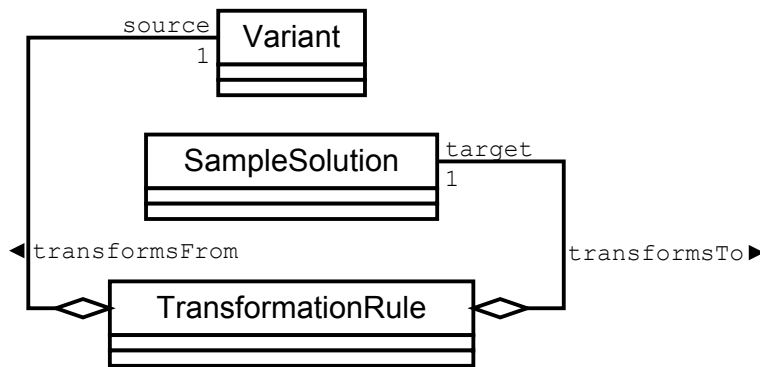 source
Variant
1
SampleSolution
target
1
transformsFrom
transformsTo
TransformationRule